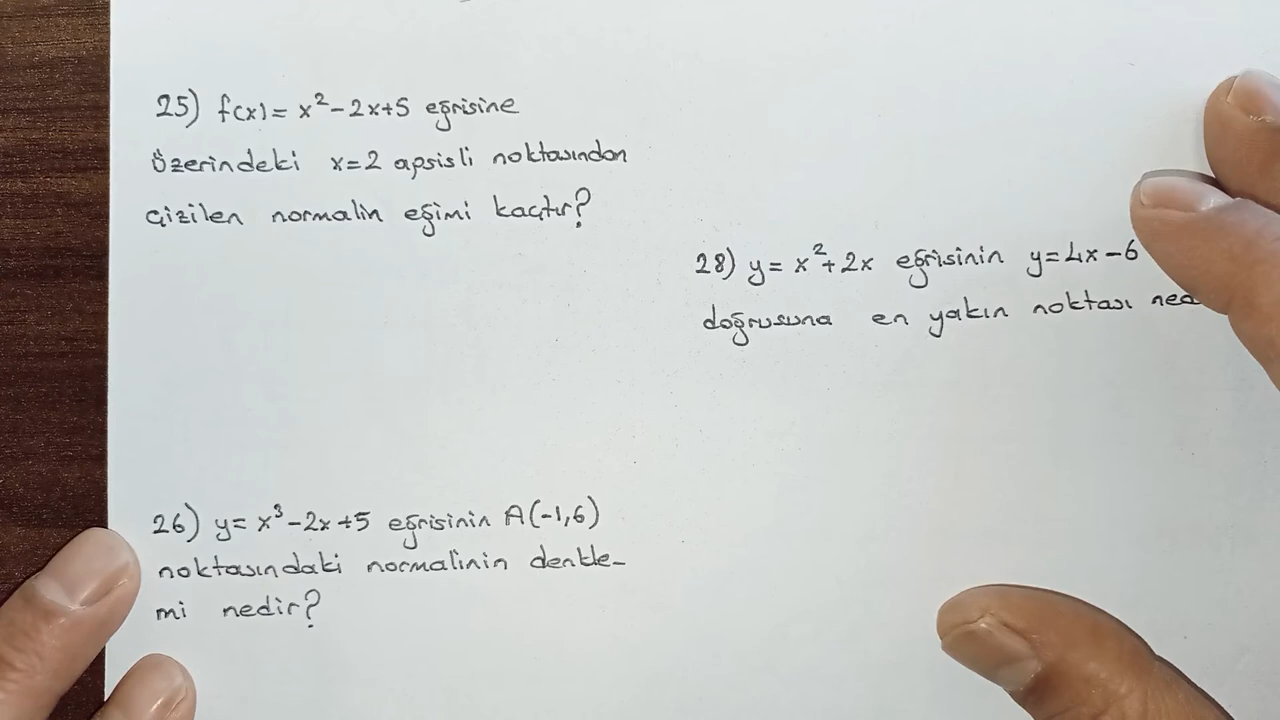 25) f(x) = x² - 2x+5 eğrisine
üzerindeki x=2 apsisli noktasından
çizilen normalin eğimi kaçtır?
28) y = x²+2x eğrisinin y=4x-6
doğrusuna en yakın noktası
26) y = x³-2x+5 eğrisinin A(-1,6)
noktasındaki normalinin denkle-
mi nedir?